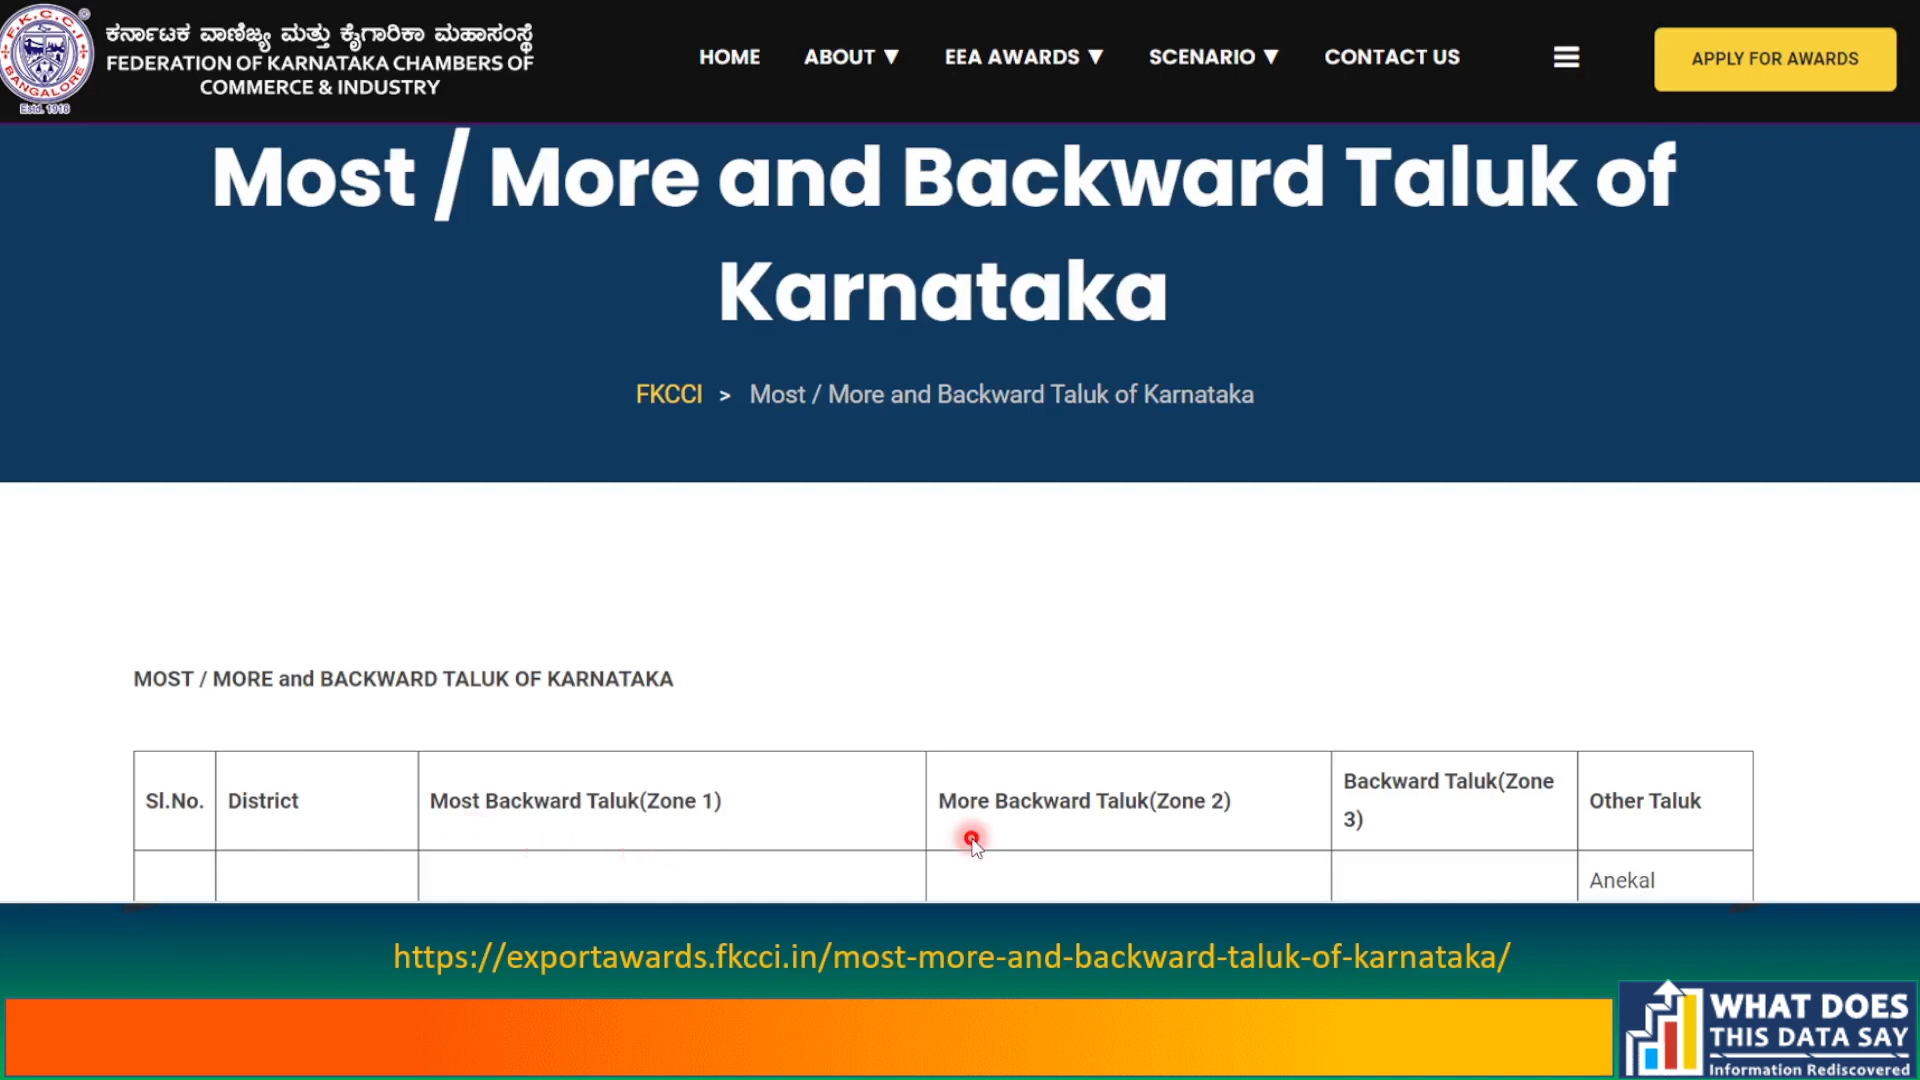 F.K.C.C.I
BANGALORE
Estd. 1916
ಕರ್ನಾಟಕ ವಾಣಿಜ್ಯ ಮತ್ತು ಕೈಗಾರಿಕಾ ಮಹಾಸಂಸ್ಥೆ
FEDERATION OF KARNATAKA CHAMBERS OF
COMMERCE & INDUSTRY
HOME ABOUT ▼ EEA AWARDS ▼ SCENARIO ▼ CONTACT US
APPLY FOR AWARDS
Most / More and Backward Taluk of
Karnataka
FKCCI > Most / More and Backward Taluk of Karnataka
MOST / MORE and BACKWARD TALUK OF KARNATAKA
Sl.No. District Most Backward Taluk(Zone 1) More Backward Taluk(Zone 2) Backward Taluk(Zone 3) Other Taluk
Anekal
https://exportawards.fkcci.in/most-more-and-backward-taluk-of-karnataka/
WHAT DOES
THIS DATA SAY
Information Rediscovered